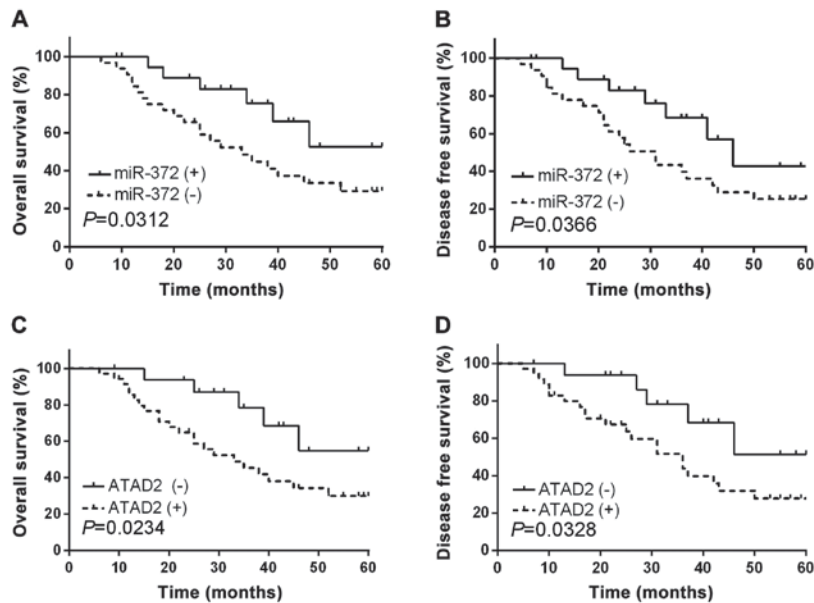 A
Overall survival (%)
100
80
60
40
20
0
miR-372 (+)
miR-372 (-)
P=0.0312
0 10 20 30 40 50 60
Time (months)
B
Disease free survival (%)
100
80
60
40
20
0
miR-372 (+)
miR-372 (-)
P=0.0366
0 10 20 30 40 50 60
Time (months)
C
Overall survival (%)
100
80
60
40
20
0
ATAD2 (-)
ATAD2 (+)
P=0.0234
0 10 20 30 40 50 60
Time (months)
D
Disease free survival (%)
100
80
60
40
20
0
ATAD2 (-)
ATAD2 (+)
P=0.0328
0 10 20 30 40 50 60
Time (months)